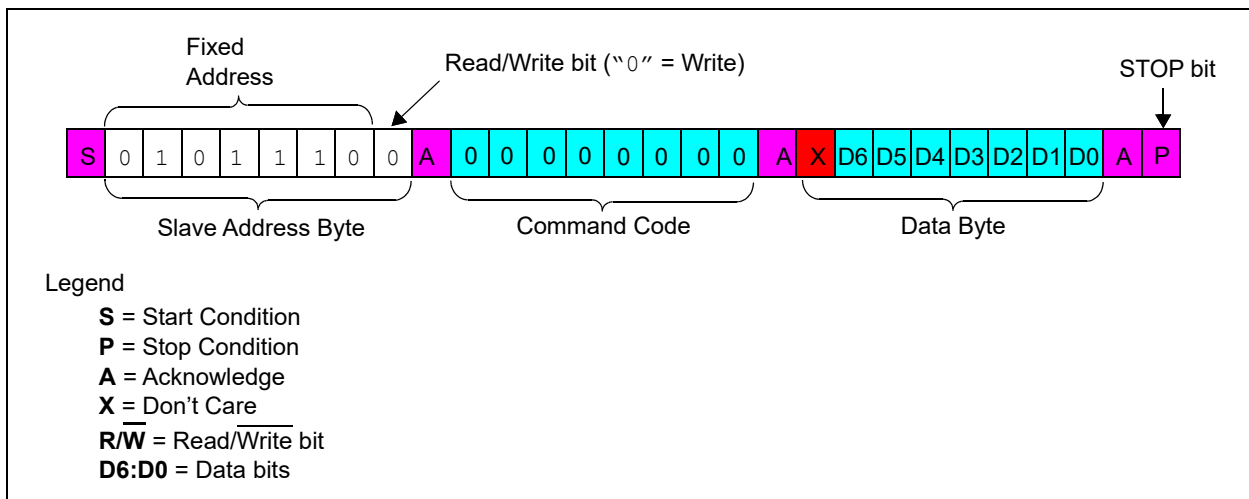 Fixed
Address
Read/Write bit (“0” = Write)
STOP bit
S 0 1 0 1 1 1 0 0 A 0 0 0 0 0 0 0 0 A X D6 D5 D4 D3 D2 D1 D0 A P
Slave Address Byte Command Code Data Byte
Legend
S = Start Condition
P = Stop Condition
A = Acknowledge
X = Don’t Care
R/W̅ = Read/W̅r̅i̅t̅e̅ bit
D6:D0 = Data bits